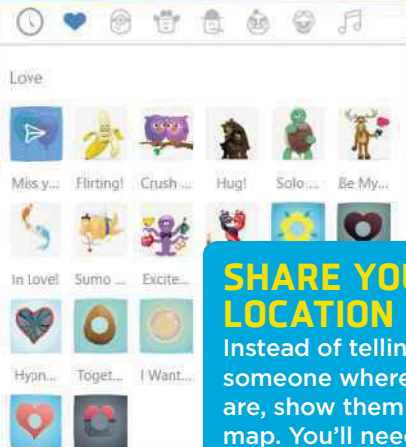 Love
Miss y... Flirting! Crush ... Hug! Solo ... Be My...
In Love! Sumo ... Excite...
Hypn... Toget... I Want...
SHARE YOU
LOCATION
Instead of tellin
someone where
are, show them
map. You'll need